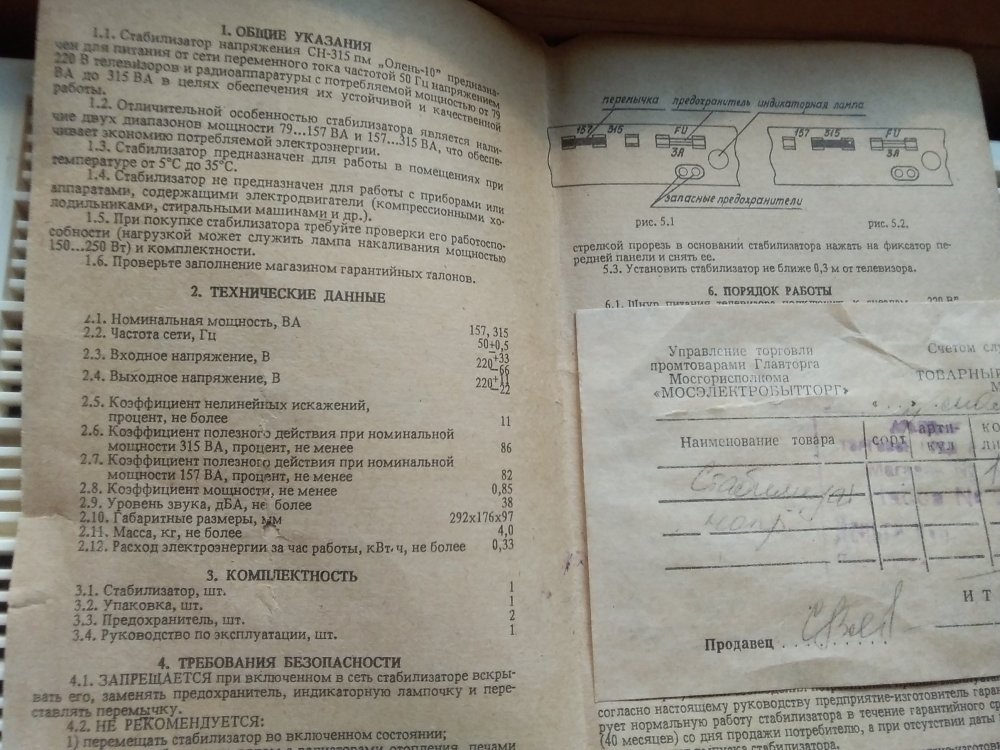 1. ОБЩИЕ УКАЗАНИЯ
1.1. Стабилизатор напряжения СН-315 пм „Олень-10” предназна-
чен для питания от сети переменного тока частотой 50 Гц напряжением
220 В телевизоров и радиоаппаратуры с потребляемой мощностью от 79
ВА до 315 ВА в целях обеспечения их устойчивой и качественной
работы.
1.2. Отличительной особенностью стабилизатора является нали-
чие двух диапазонов мощности 79...157 ВА и 157...315 ВА, что обеспе-
чивает экономию потребляемой электроэнергии.
1.3. Стабилизатор предназначен для работы в помещениях при
температуре от 5°С до 35°С.
1.4. Стабилизатор не предназначен для работы с приборами или
аппаратами, содержащими электродвигатели (компрессионными хо-
лодильниками, стиральными машинами и др.).
1.5. При покупке стабилизатора требуйте проверки его работоспо-
собности (нагрузкой может служить лампа накаливания мощностью
150...250 Вт) и комплектности.
1.6. Проверьте заполнение магазином гарантийных талонов.
2. ТЕХНИЧЕСКИЕ ДАННЫЕ
2.1. Номинальная мощность, ВА 157, 315
2.2. Частота сети, Гц 50±0,5
2.3. Входное напряжение, В 220+33 −66
2.4. Выходное напряжение, В 220+11 −22
2.5. Коэффициент нелинейных искажений,
процент, не более 11
2.6. Коэффициент полезного действия при номинальной
мощности 315 ВА, процент, не менее 86
2.7. Коэффициент полезного действия при номинальной
мощности 157 ВА, процент, не менее 82
2.8. Коэффициент мощности, не менее 0,85
2.9. Уровень звука, дБА, не более 38
2.10. Габаритные размеры, мм 292х176х97
2.11. Масса, кг, не более 4,0
2.12. Расход электроэнергии за час работы, кВт.ч, не более 0,33
3. КОМПЛЕКТНОСТЬ
3.1. Стабилизатор, шт. 1
3.2. Упаковка, шт. 1
3.3. Предохранитель, шт. 2
3.4. Руководство по эксплуатации, шт. 1
4. ТРЕБОВАНИЯ БЕЗОПАСНОСТИ
4.1. ЗАПРЕЩАЕТСЯ при включенном в сеть стабилизаторе вскры-
вать его, заменять предохранитель, индикаторную лампочку и пере-
ставлять перемычку.
4.2. НЕ РЕКОМЕНДУЕТСЯ:
1) перемещать стабилизатор во включенном состоянии;
радиаторами отопления, печами
перемычка предохранитель индикаторная лампа
157 315 FU 3А
157 315 FU 3А
запасные предохранители
рис. 5.1 рис. 5.2.
стрелкой прорезь в основании стабилизатора нажать на фиксатор пе-
редней панели и снять ее.
5.3. Установить стабилизатор не ближе 0,3 м от телевизора.
6. ПОРЯДОК РАБОТЫ
6.1. Шнур питания телевизора
Управление торговли
промтоварами Главторга
Мосгорисполкома
«МОСЭЛЕКТРОБЫТТОРГ»
Счетом
ТОВАРНЫЙ
Наименование товара сорт арти-
кул
Стабилизатор
напр.
Продавец
согласно настоящему руководству предприятие-изготовитель гаран-
рует нормальную работу стабилизатора в течение гарантийного ср
(40 месяцев) со дня продажи потребителю, а при отсутствии даты
выпуска стабилизатора.